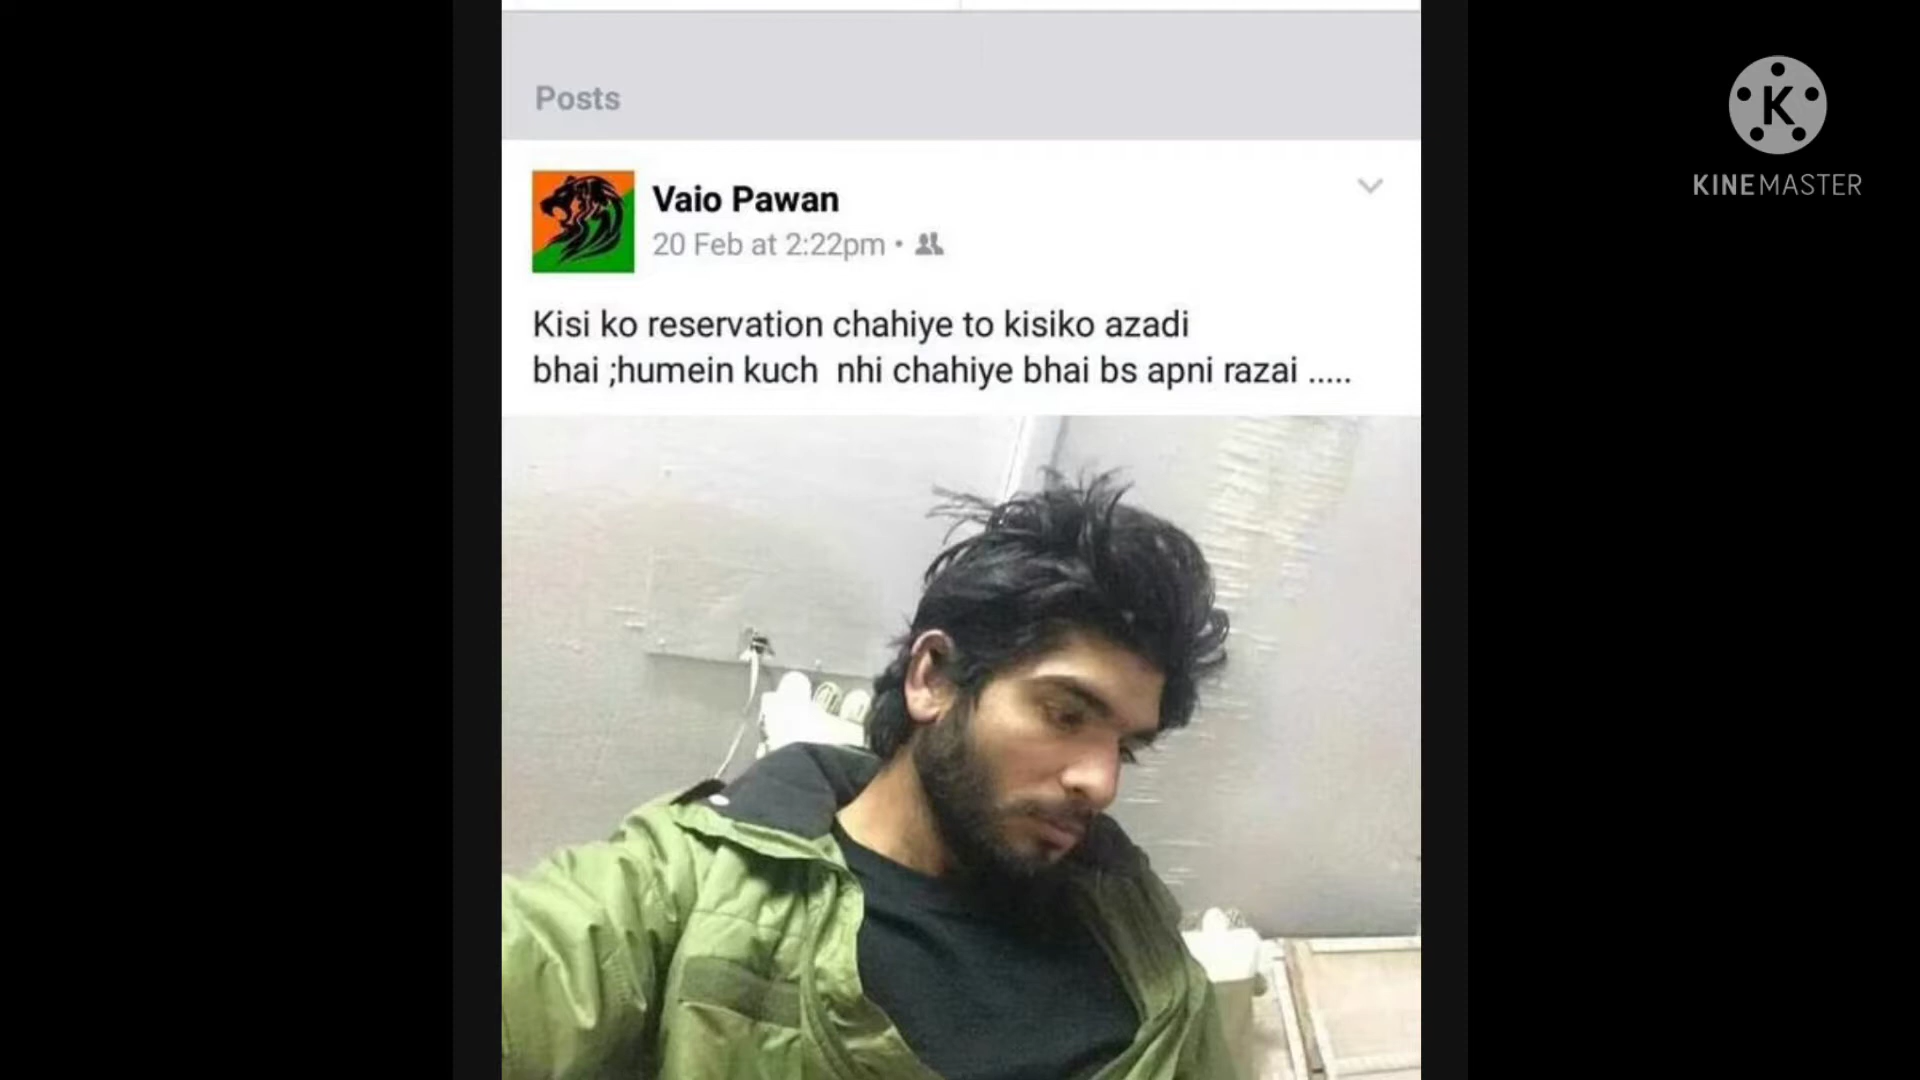 Posts
Vaio Pawan
20 Feb at 2:22pm •
Kisi ko reservation chahiye to kisiko azadi
bhai ;humein kuch nhi chahiye bhai bs apni razai .....
K
KINEMASTER